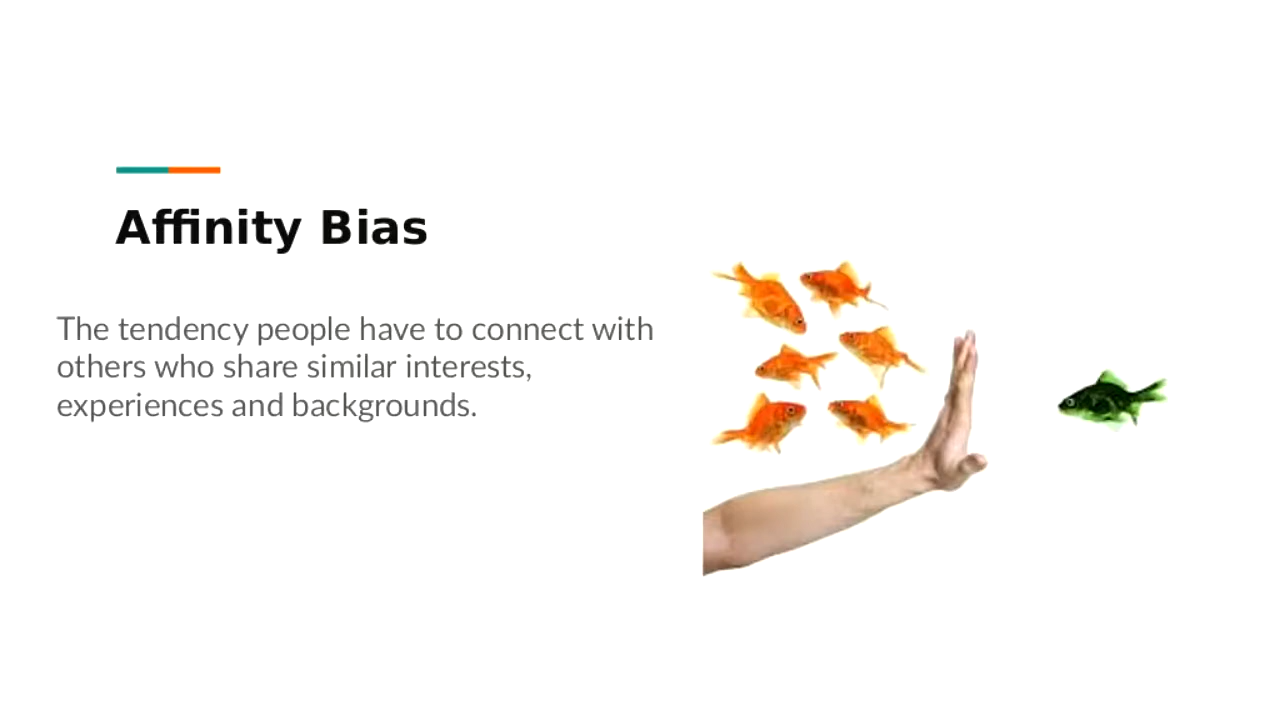 Affinity Bias
The tendency people have to connect with
others who share similar interests,
experiences and backgrounds.